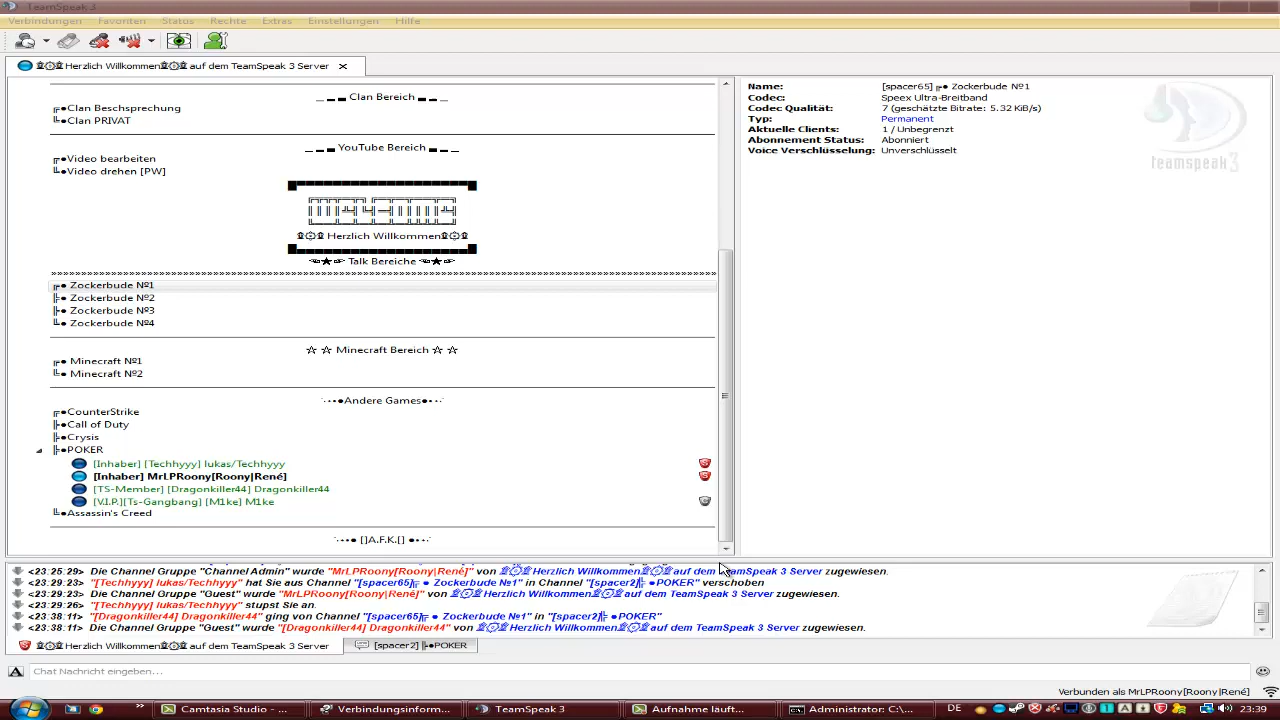 TeamSpeak 3
Verbindungen Favoriten Status Rechte Extras Einstellungen Hilfe
۩۞۩ Herzlich Willkommen۩۞۩ auf dem TeamSpeak 3 Server
_ ▂ ▃ Clan Bereich ▃ ▂ _
╔●Clan Beschsprechung
╚●Clan PRIVAT
_ ▂ ▃ YouTube Bereich ▃ ▂ _
╔●Video bearbeiten
╚●Video drehen [PW]
۩۞۩ Herzlich Willkommen۩۞۩
☜★☞ Talk Bereiche ☜★☞
╔● Zockerbude №1
╠● Zockerbude №2
╠● Zockerbude №3
╚● Zockerbude №4
☆ ☆ Minecraft Bereich ☆ ☆
╔● Minecraft №1
╚● Minecraft №2
·٠•●Andere Games●•٠·
╔●CounterStrike
╠●Call of Duty
╠●Crysis
╠●POKER
[Inhaber] [Techhyyy] lukas/Techhyyy
[Inhaber] MrLPRoony[Roony|René]
[TS-Member] [Dragonkiller44] Dragonkiller44
[V.I.P.][Ts-Gangbang] [M1ke] M1ke
╚●Assassin's Creed
·٠•● []A.F.K.[] ●•٠·
Name: [spacer65]╔● Zockerbude №1
Codec: Speex Ultra-Breitband
Codec Qualität: 7 (geschätzte Bitrate: 5.32 KiB/s)
Typ: Permanent
Aktuelle Clients: 1 / Unbegrenzt
Abonnement Status: Abonniert
Voice Verschlüsselung: Unverschlüsselt
teamspeak3
<23:25:29> Die Channel Gruppe "Channel Admin" wurde "MrLPRoony[Roony|René]" von ۩۞۩ Herzlich Willkommen۩۞۩ auf dem TeamSpeak 3 Server zugewiesen.
<23:29:23> "[Techhyyy] lukas/Techhyyy" hat Sie aus Channel "[spacer65]╔● Zockerbude №1" in Channel "[spacer2]╠●POKER" verschoben
<23:29:23> Die Channel Gruppe "Guest" wurde "MrLPRoony[Roony|René]" von ۩۞۩ Herzlich Willkommen۩۞۩ auf dem TeamSpeak 3 Server zugewiesen.
<23:29:26> "[Techhyyy] lukas/Techhyyy" stupst Sie an.
<23:38:11> "[Dragonkiller44] Dragonkiller44" ging von Channel "[spacer65]╔● Zockerbude №1" in "[spacer2]╠●POKER"
<23:38:11> Die Channel Gruppe "Guest" wurde "[Dragonkiller44] Dragonkiller44" von ۩۞۩ Herzlich Willkommen۩۞۩ auf dem TeamSpeak 3 Server zugewiesen.
۩۞۩ Herzlich Willkommen۩۞۩ auf dem TeamSpeak 3 Server
[spacer2] ╠●POKER
Chat Nachricht eingeben...
Verbunden als MrLPRoony[Roony|René]
Camtasia Studio - ...
Verbindungsinform...
TeamSpeak 3
Aufnahme läuft...
Administrator: C:\...
DE
23:39